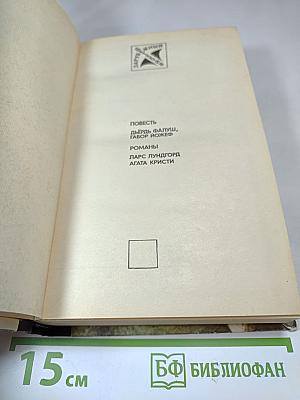 ПОВЕСТЬ
ДЬЁРДЬ ФАЛУШ,
ГАБОР ЙОЖЕФ
РОМАНЫ
ЛАРС ЛУНДГОРД
АГАТА КРИСТИ
15 см
БФ БИБЛИОФАН